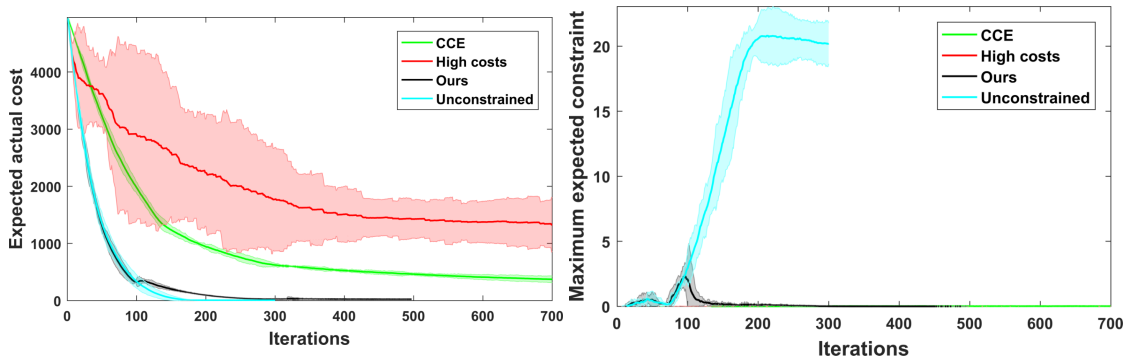 Expected actual cost
4000
3000
2000
1000
0
CCE
High costs
Ours
Unconstrained
0 100 200 300 400 500 600 700
Iterations
Maximum expected constraint
20
15
10
5
0
CCE
High costs
Ours
Unconstrained
0 100 200 300 400 500 600 700
Iterations